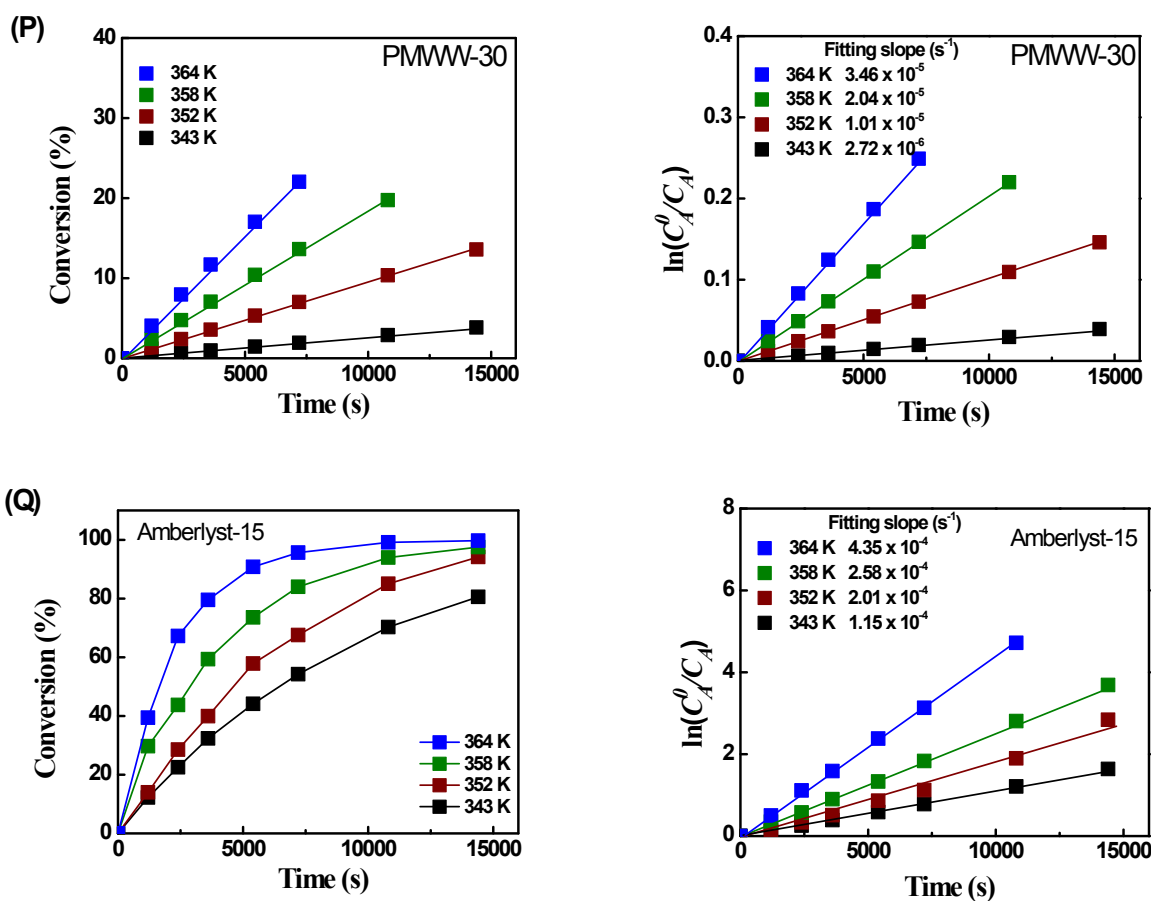 (P)
PMWW-30
364 K
358 K
352 K
343 K
40
30
20
10
0
0 5000 10000 15000
Conversion (%)
Time (s)
Fitting slope (s⁻¹)
PMWW-30
364 K 3.46 x 10⁻⁵
358 K 2.04 x 10⁻⁵
352 K 1.01 x 10⁻⁵
343 K 2.72 x 10⁻⁶
0.4
0.3
0.2
0.1
0.0
0 5000 10000 15000
ln(C_A⁰/C_A)
Time (s)
(Q)
Amberlyst-15
100
80
60
40
20
0
364 K
358 K
352 K
343 K
0 5000 10000 15000
Conversion (%)
Time (s)
Fitting slope (s⁻¹)
Amberlyst-15
364 K 4.35 x 10⁻⁴
358 K 2.58 x 10⁻⁴
352 K 2.01 x 10⁻⁴
343 K 1.15 x 10⁻⁴
8
6
4
2
0
0 5000 10000 15000
ln(C_A⁰/C_A)
Time (s)